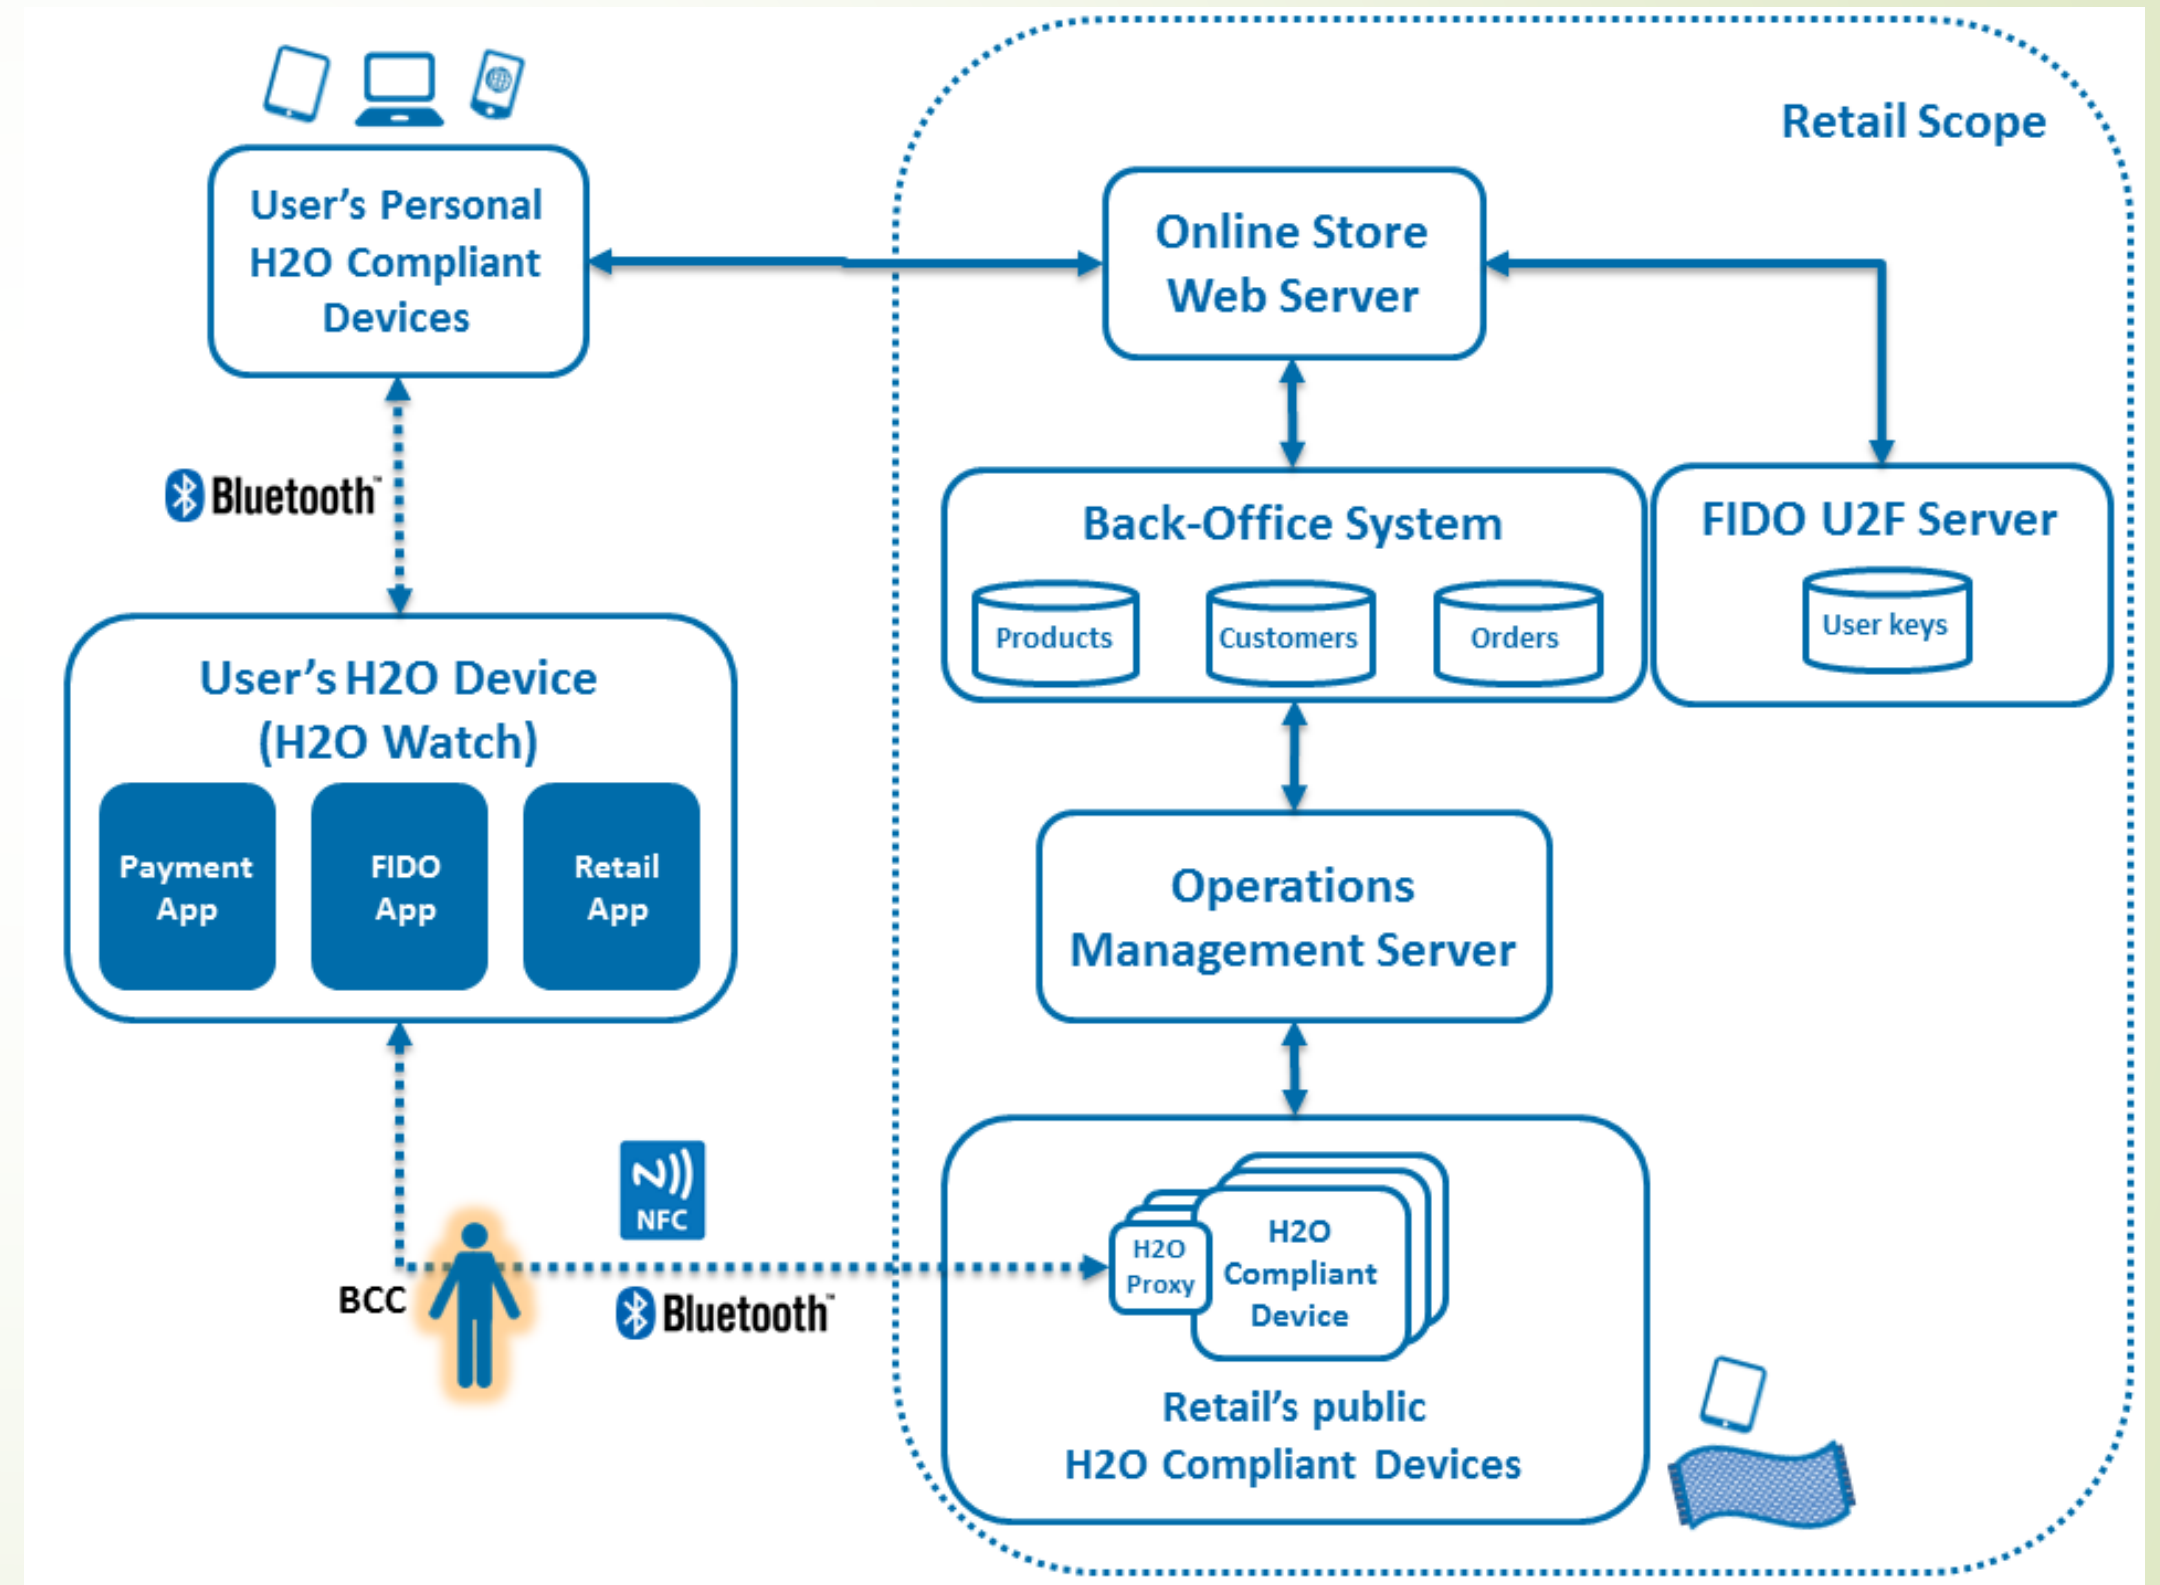 Retail Scope
User's Personal
H2O Compliant
Devices
Online Store
Web Server
Bluetooth™
Back-Office System
Products
Customers
Orders
FIDO U2F Server
User keys
User's H2O Device
(H2O Watch)
Payment
App
FIDO
App
Retail
App
Operations
Management Server
NFC
BCC
Bluetooth™
H2O
Proxy
H2O
Compliant
Device
Retail's public
H2O Compliant Devices